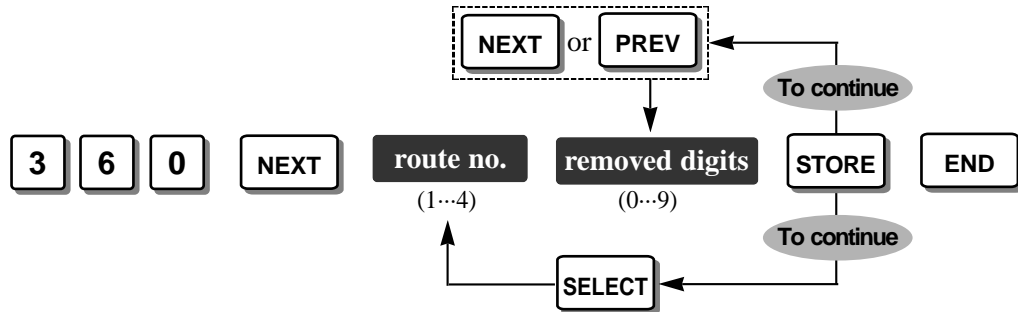 NEXT or PREV
To continue
3 6 0 NEXT route no. removed digits STORE END
(1···4) (0···9)
To continue
SELECT